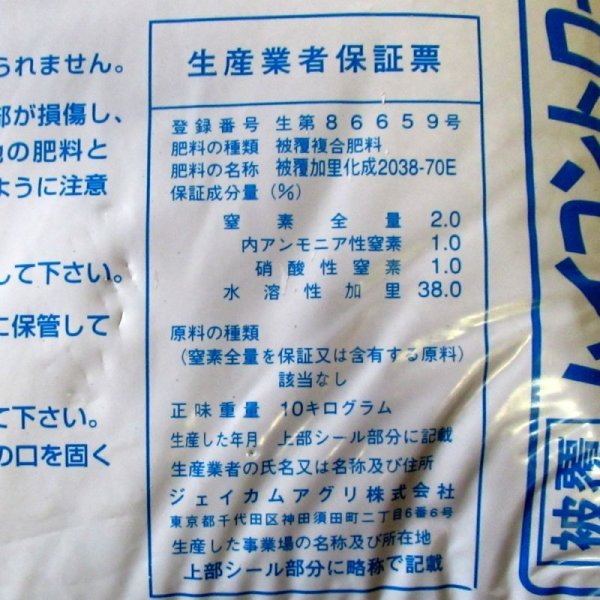 られません。
部が損傷し、
の肥料と
ように注意
して下さい。
に保管して
て下さい。
の口を固く
生産業者保証票
登録番号 生第86659号
肥料の種類 被覆複合肥料
肥料の名称 被覆加里化成2038-70E
保証成分量(%)
窒素全量 2.0
内アンモニア性窒素 1.0
硝酸性窒素 1.0
水溶性加里 38.0
原料の種類
(窒素全量を保証又は含有する原料)
該当なし
正味重量 10キログラム
生産した年月 上部シール部分に記載
生産業者の氏名又は名称及び住所
ジェイカムアグリ株式会社
東京都千代田区神田須田町二丁目6番6号
生産した事業場の名称及び所在地
上部シール部分に略称で記載
ハイコントロー
被覆